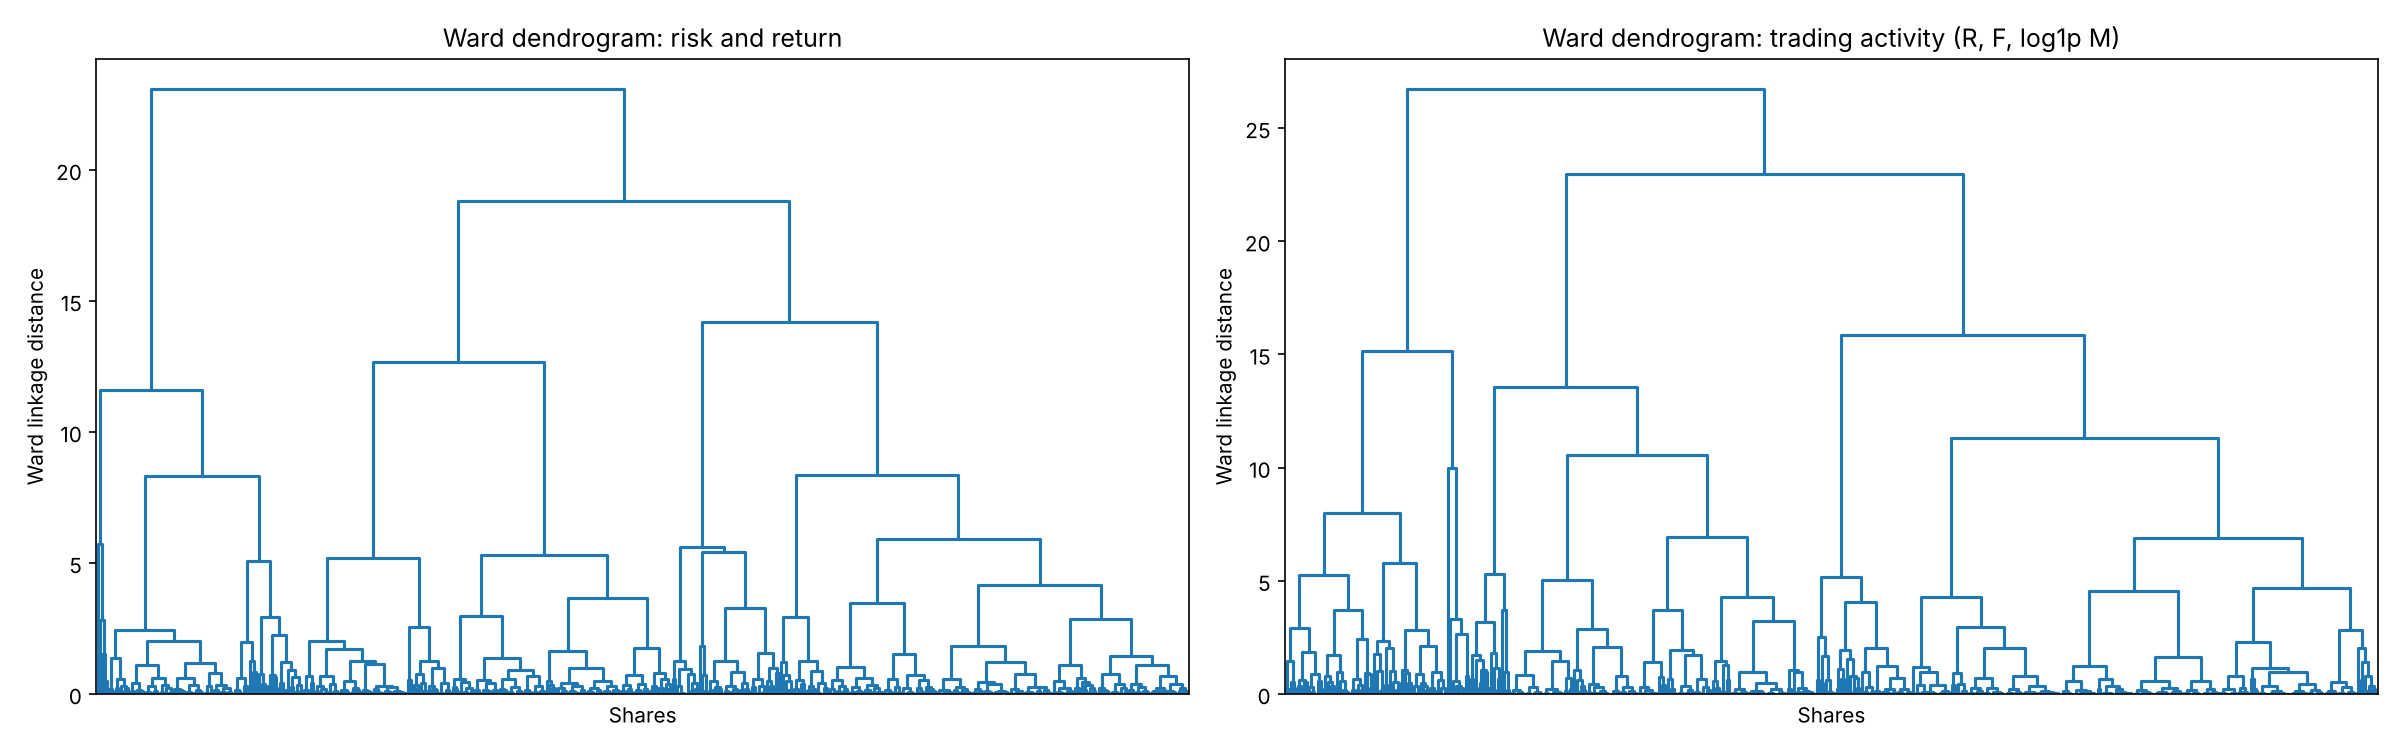 Ward dendrogram: risk and return
Ward linkage distance
20
15
10
5
0
Shares
Ward dendrogram: trading activity (R, F, log1p M)
Ward linkage distance
25
20
15
10
5
0
Shares